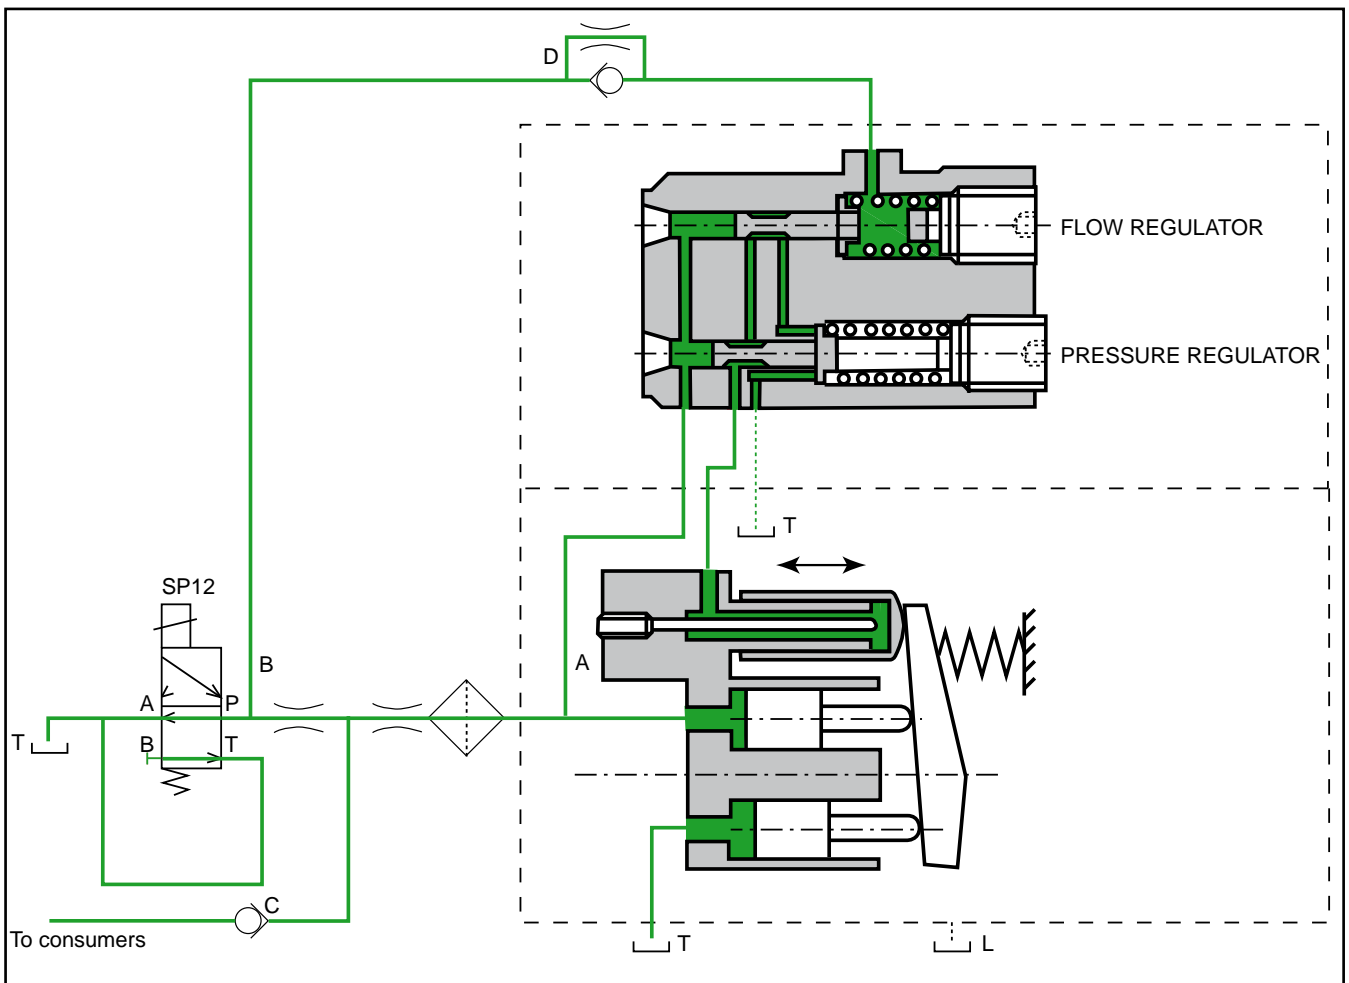 D
FLOW REGULATOR
PRESSURE REGULATOR
T
SP12
B
A
A
P
T
B
T
C
To consumers
T
L